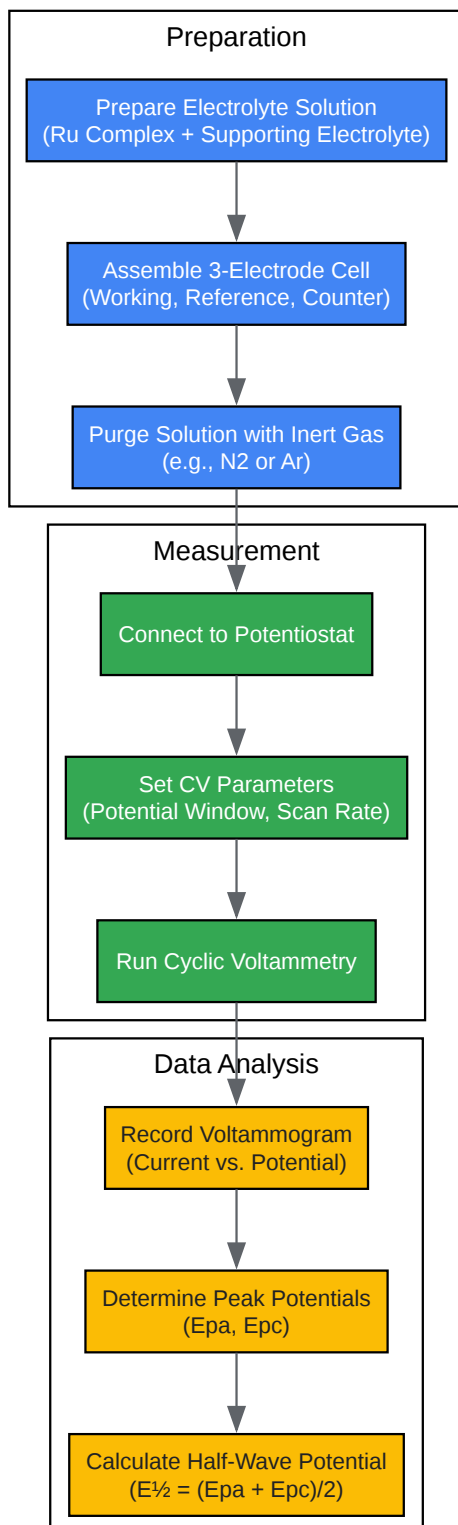 Preparation
Prepare Electrolyte Solution
(Ru Complex + Supporting Electrolyte)
Assemble 3-Electrode Cell
(Working, Reference, Counter)
Purge Solution with Inert Gas
(e.g., N2 or Ar)
Measurement
Connect to Potentiostat
Set CV Parameters
(Potential Window, Scan Rate)
Run Cyclic Voltammetry
Data Analysis
Record Voltammogram
(Current vs. Potential)
Determine Peak Potentials
(Epa, Epc)
Calculate Half-Wave Potential
(E½ = (Epa + Epc)/2)